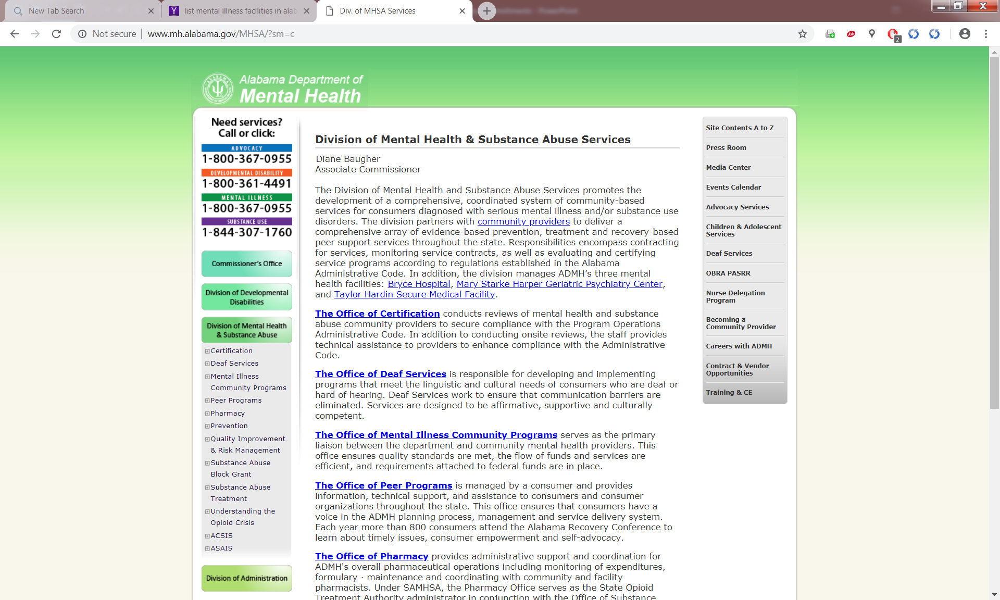 New Tab Search
list mental illness facilities in alab
Div. of MHSA Services
PowerPoint
Not secure | www.mh.alabama.gov/MHSA/?sm=c
Ask
2
Alabama Department of
Mental Health
Need services?
Call or click:
ADVOCACY
1-800-367-0955
DEVELOPMENTAL DISABILITY
1-800-361-4491
MENTAL ILLNESS
1-800-367-0955
SUBSTANCE USE
1-844-307-1760
Commissioner's Office
Division of Developmental
Disabilities
Division of Mental Health
& Substance Abuse
Certification
Deaf Services
Mental Illness
Community Programs
Peer Programs
Pharmacy
Prevention
Quality Improvement
& Risk Management
Substance Abuse
Block Grant
Substance Abuse
Treatment
Understanding the
Opioid Crisis
ACSIS
ASAIS
Division of Administration
Division of Mental Health & Substance Abuse Services
Diane Baugher
Associate Commissioner
The Division of Mental Health and Substance Abuse Services promotes the
development of a comprehensive, coordinated system of community-based
services for consumers diagnosed with serious mental illness and/or substance use
disorders. The division partners with community providers to deliver a
comprehensive array of evidence-based prevention, treatment and recovery-based
peer support services throughout the state. Responsibilities encompass contracting
for services, monitoring service contracts, as well as evaluating and certifying
service programs according to regulations established in the Alabama
Administrative Code. In addition, the division manages ADMH’s three mental
health facilities: Bryce Hospital, Mary Starke Harper Geriatric Psychiatry Center,
and Taylor Hardin Secure Medical Facility.
The Office of Certification conducts reviews of mental health and substance
abuse community providers to secure compliance with the Program Operations
Administrative Code. In addition to conducting onsite reviews, the staff provides
technical assistance to providers to enhance compliance with the Administrative
Code.
The Office of Deaf Services is responsible for developing and implementing
programs that meet the linguistic and cultural needs of consumers who are deaf or
hard of hearing. Deaf Services work to ensure that communication barriers are
eliminated. Services are designed to be affirmative, supportive and culturally
competent.
The Office of Mental Illness Community Programs serves as the primary
liaison between the department and community mental health providers. This
office ensures quality standards are met, the flow of funds and services are
efficient, and requirements attached to federal funds are in place.
The Office of Peer Programs is managed by a consumer and provides
information, technical support, and assistance to consumers and consumer
organizations throughout the state. This office ensures that consumers have a
voice in the ADMH planning process, management and service delivery system.
Each year more than 800 consumers attend the Alabama Recovery Conference to
learn about timely issues, consumer empowerment and self-advocacy.
The Office of Pharmacy provides administrative support and coordination for
ADMH's overall pharmaceutical operations including monitoring of expenditures,
formulary · maintenance and coordinating with community and facility
pharmacists. Under SAMHSA, the Pharmacy Office serves as the State Opioid
Treatment Authority administrator in conjunction with the Office of Substance
Site Contents A to Z
Press Room
Media Center
Events Calendar
Advocacy Services
Children & Adolescent
Services
Deaf Services
OBRA PASRR
Nurse Delegation
Program
Becoming a
Community Provider
Careers with ADMH
Contract & Vendor
Opportunities
Training & CE